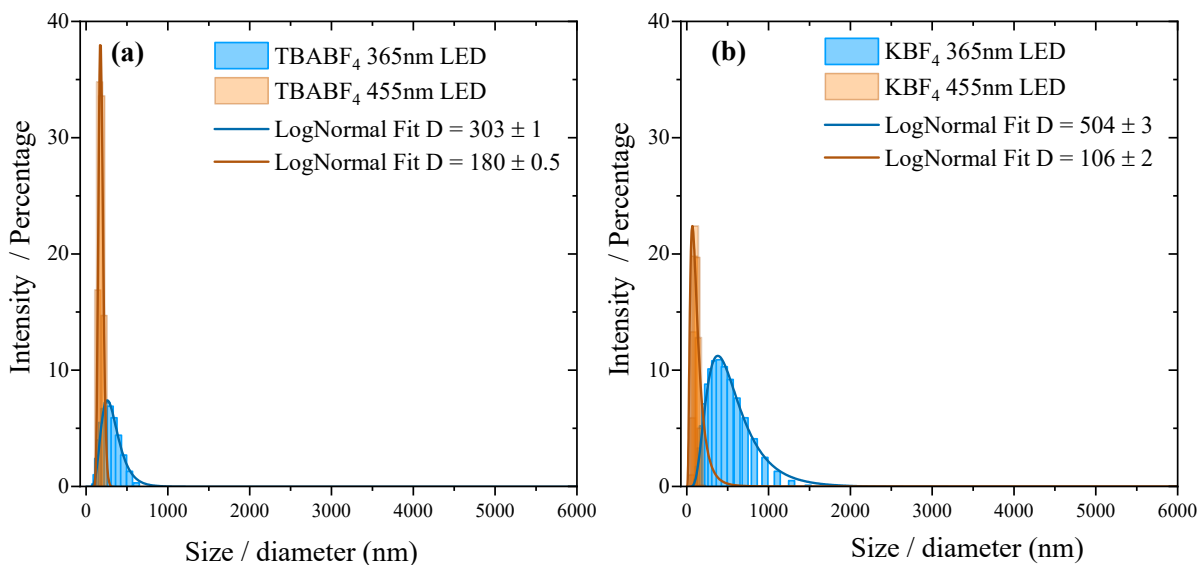 (a)
TBABF₄ 365nm LED
TBABF₄ 455nm LED
LogNormal Fit D = 303 ± 1
LogNormal Fit D = 180 ± 0.5
Intensity / Percentage
40
30
20
10
0
0 1000 2000 3000 4000 5000 6000
Size / diameter (nm)
(b)
KBF₄ 365nm LED
KBF₄ 455nm LED
LogNormal Fit D = 504 ± 3
LogNormal Fit D = 106 ± 2
Intensity / Percentage
40
30
20
10
0
0 1000 2000 3000 4000 5000 6000
Size / diameter (nm)